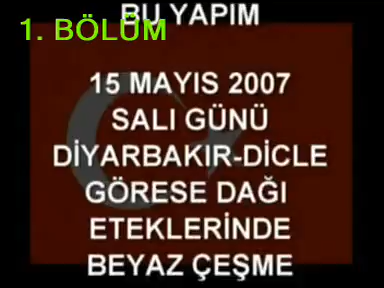 BU YAPIM
1. BÖLÜM
15 MAYIS 2007
SALI GÜNÜ
DİYARBAKIR-DİCLE
GÖRESE DAĞI
ETEKLERİNDE
BEYAZ ÇEŞME